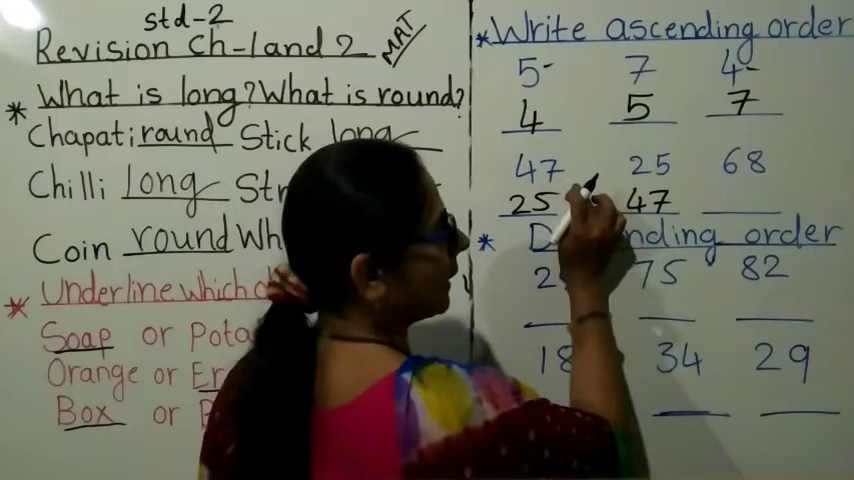 std-2
Revision Ch-1 and 2 MAT
* What is long? What is round?
Chapati round Stick long
Chilli long
Coin round
* Underline which
Soap or
Orange or
Box or
* Write ascending order
5 7 4
4 5 7
47 25 68
25 47
* order
75 82
18 34 29